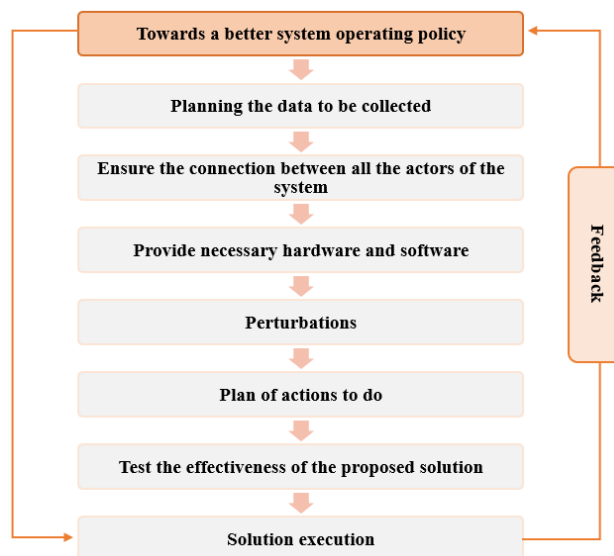 Towards a better system operating policy
Planning the data to be collected
Ensure the connection between all the actors of the
system
Provide necessary hardware and software
Perturbations
Plan of actions to do
Test the effectiveness of the proposed solution
Solution execution
Feedback